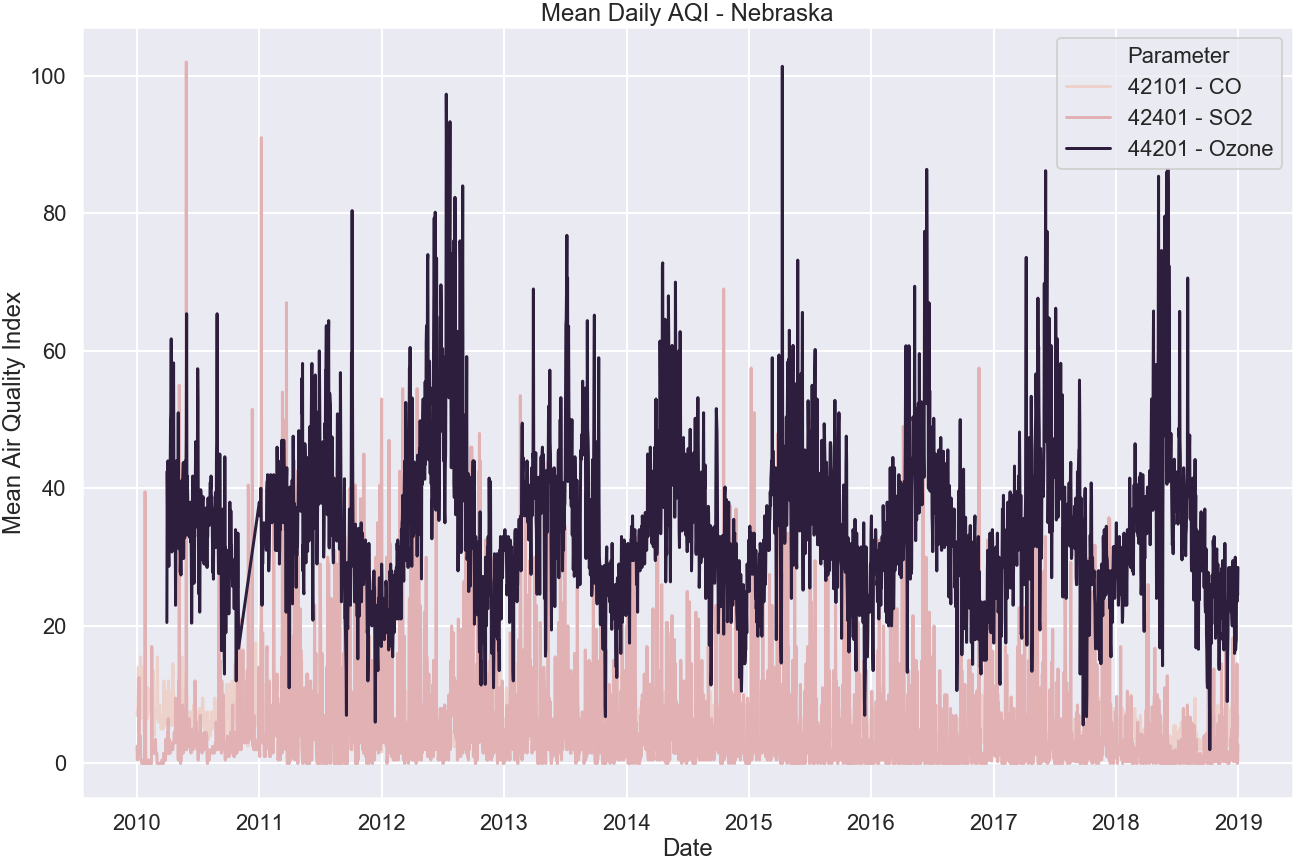 Mean Daily AQI - Nebraska
Parameter
42101 - CO
42401 - SO2
44201 - Ozone
Mean Air Quality Index
100
80
60
40
20
0
2010 2011 2012 2013 2014 2015 2016 2017 2018 2019
Date